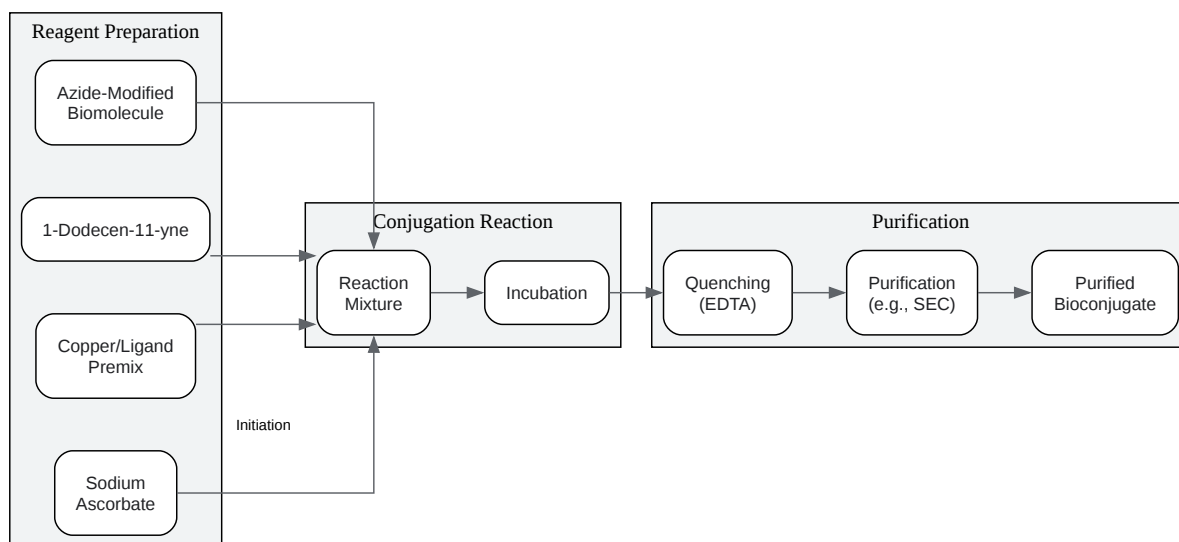 Reagent Preparation
Azide-Modified
Biomolecule
1-Dodecen-11-yne
Copper/Ligand
Premix
Initiation
Sodium
Ascorbate
Conjugation Reaction
Reaction
Mixture
Incubation
Purification
Quenching
(EDTA)
Purification
(e.g., SEC)
Purified
Bioconjugate